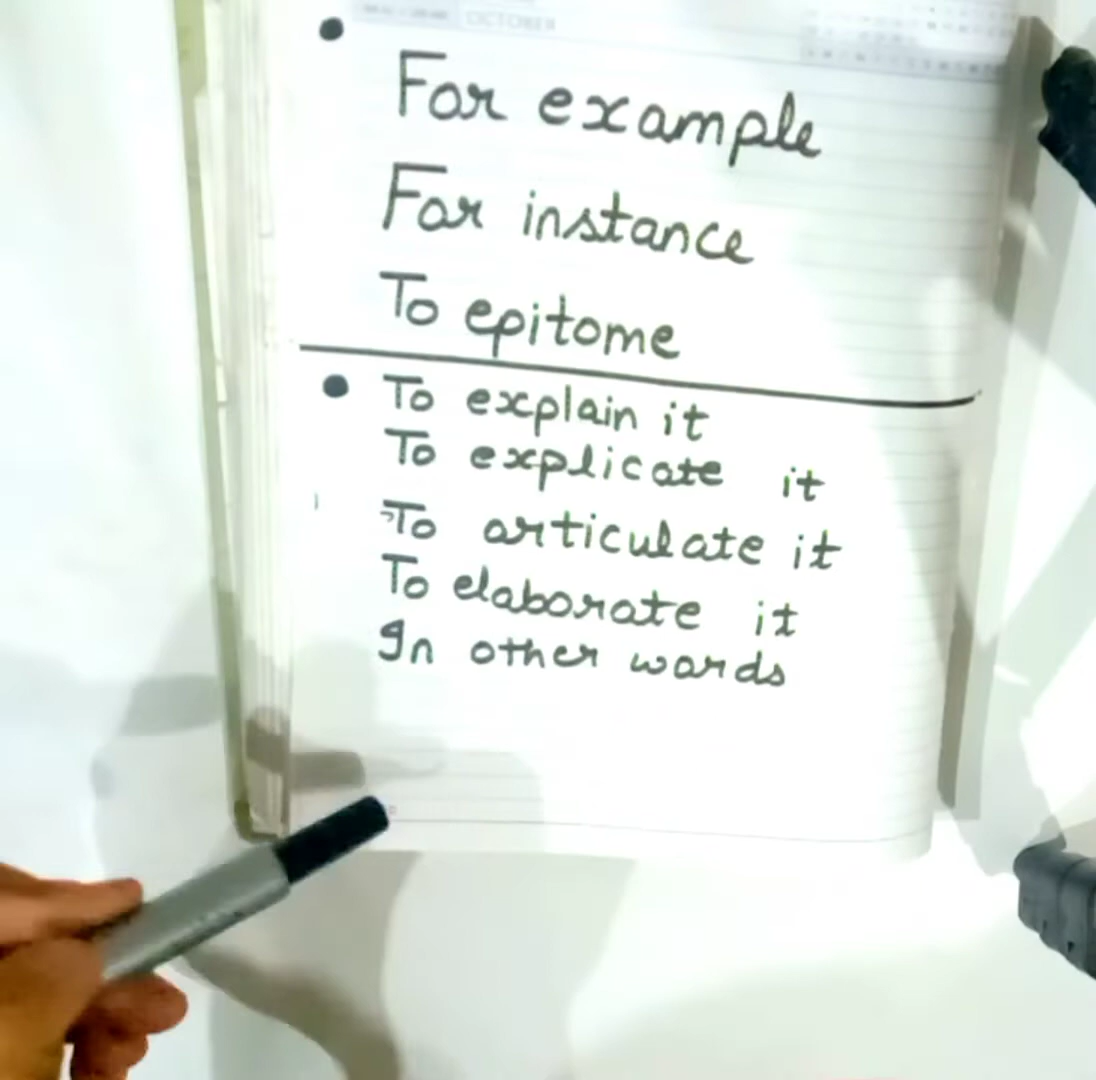 OCTOBER
For example
For instance
To epitome
To explain it
To explicate it
To articulate it
To elaborate it
In other words